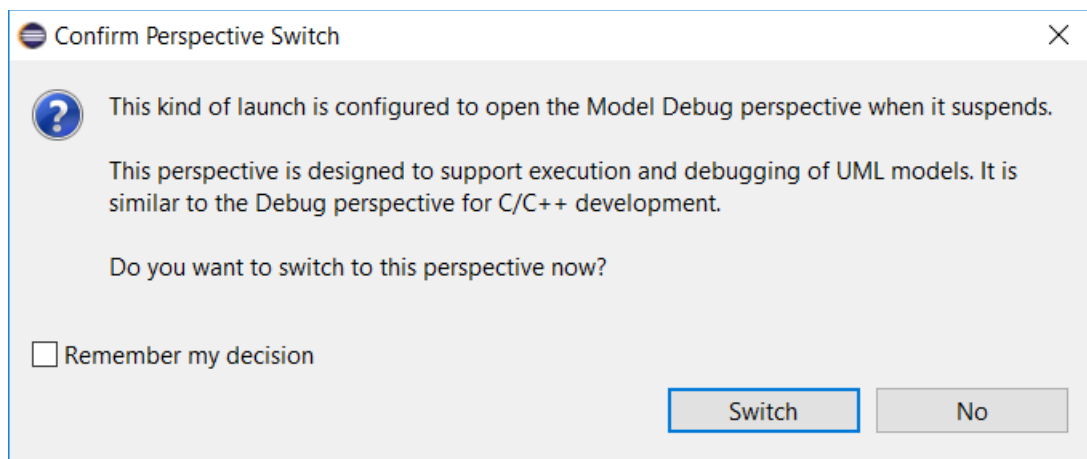 Confirm Perspective Switch
This kind of launch is configured to open the Model Debug perspective when it suspends.
This perspective is designed to support execution and debugging of UML models. It is
similar to the Debug perspective for C/C++ development.
Do you want to switch to this perspective now?
Remember my decision
Switch
No